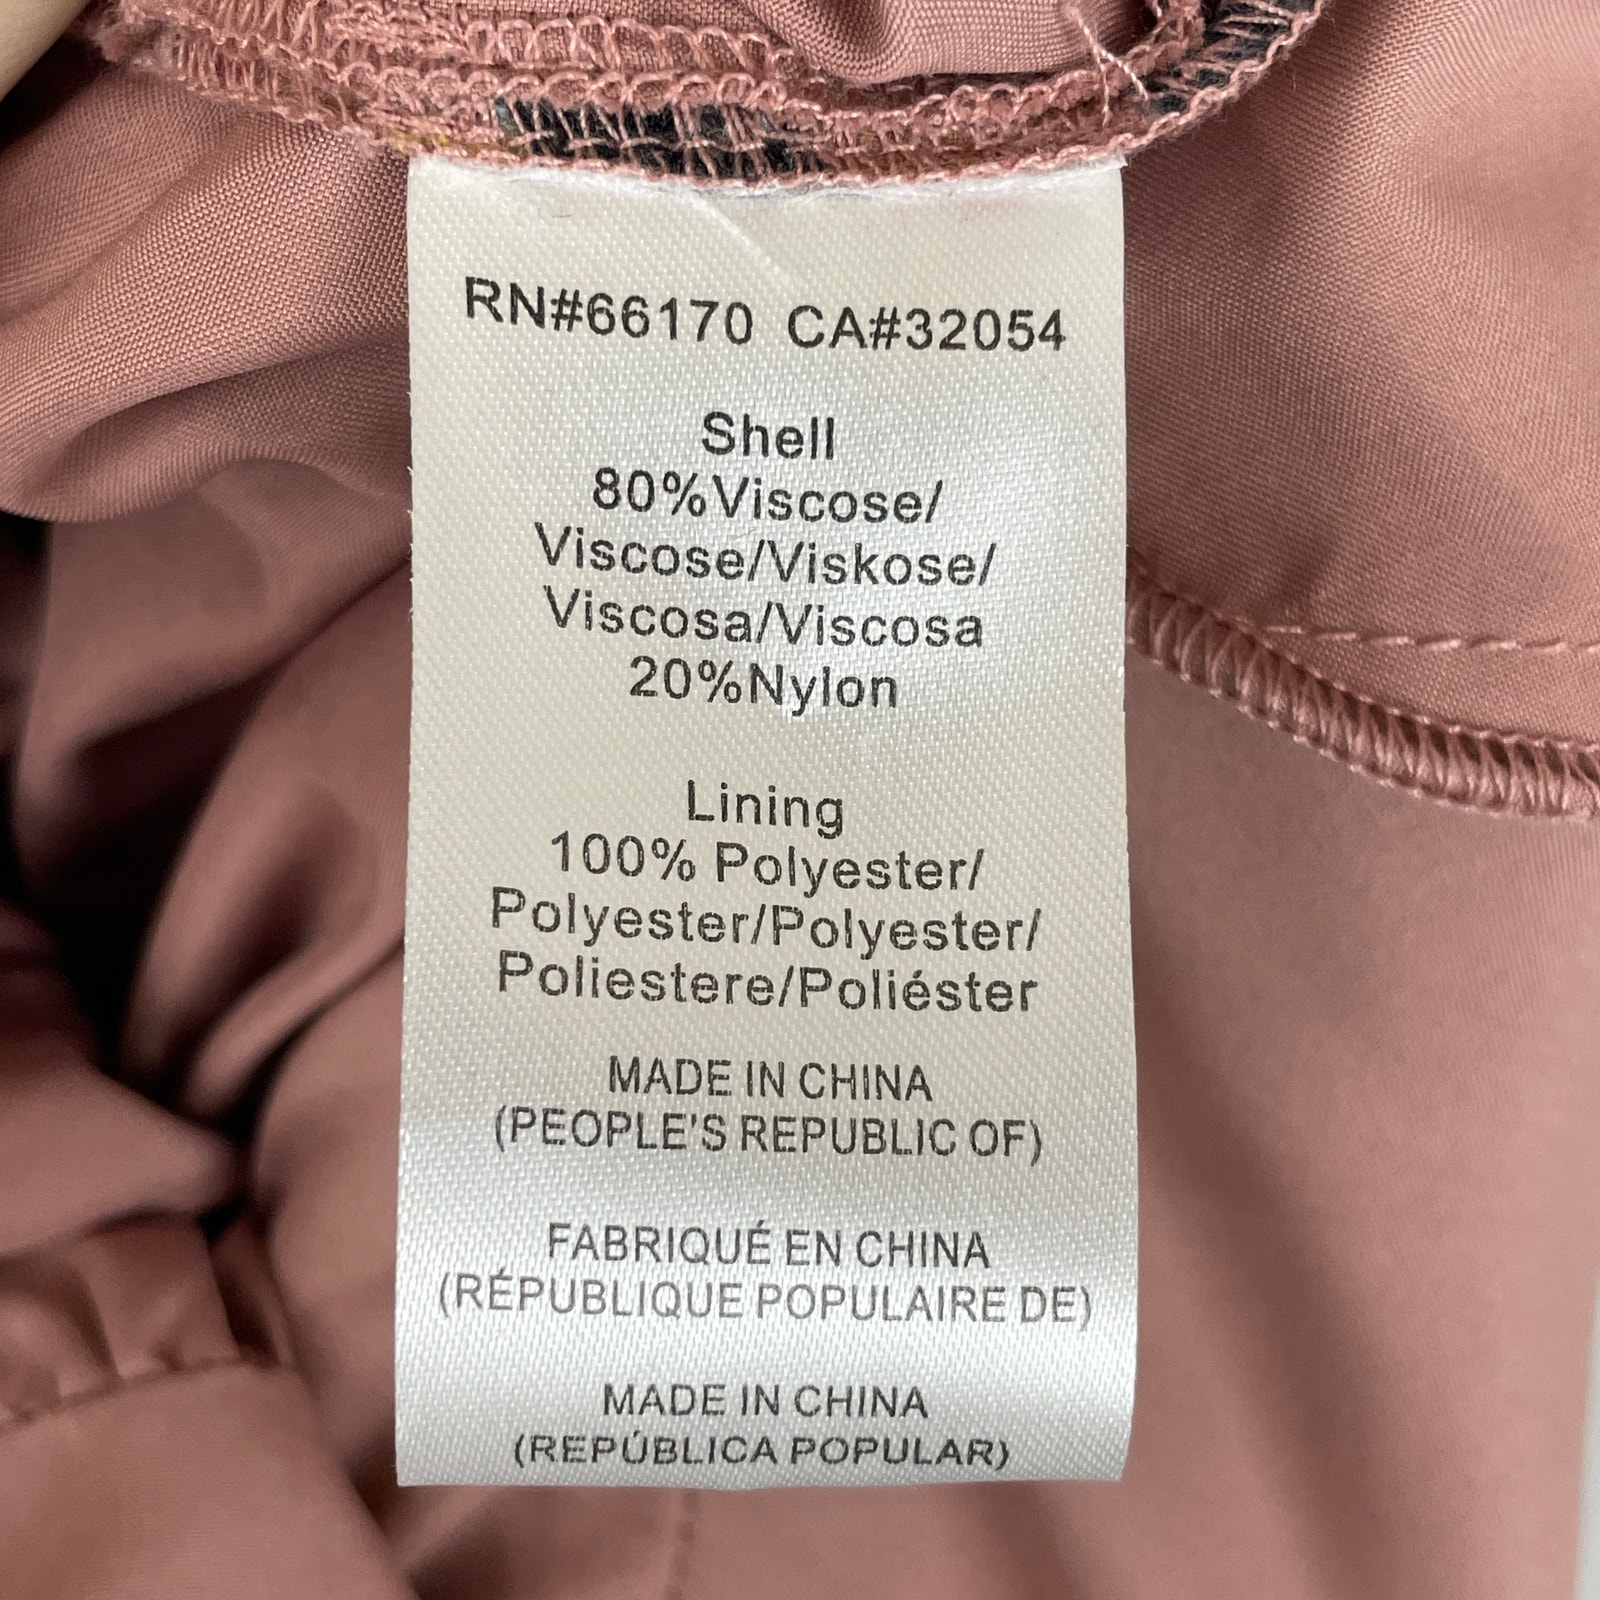 RN#66170 CA#32054
Shell
80%Viscose/
Viscose/Viskose/
Viscosa/Viscosa
20%Nylon
Lining
100% Polyester/
Polyester/Polyester/
Poliestere/Poliéster
MADE IN CHINA
(PEOPLE'S REPUBLIC OF)
FABRIQUÉ EN CHINA
(RÉPUBLIQUE POPULAIRE DE)
MADE IN CHINA
(REPÚBLICA POPULAR)